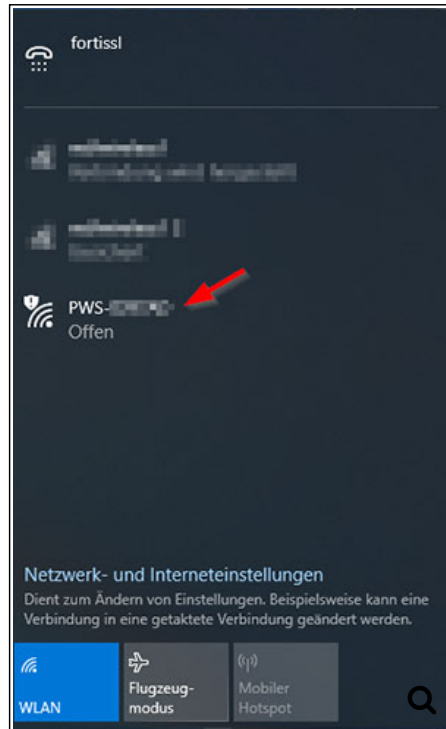 fortissl
PWS-
Offen
Netzwerk- und Interneteinstellungen
Dient zum Ändern von Einstellungen. Beispielsweise kann eine
Verbindung in eine getaktete Verbindung geändert werden.
WLAN
Flugzeug-
modus
Mobiler
Hotspot